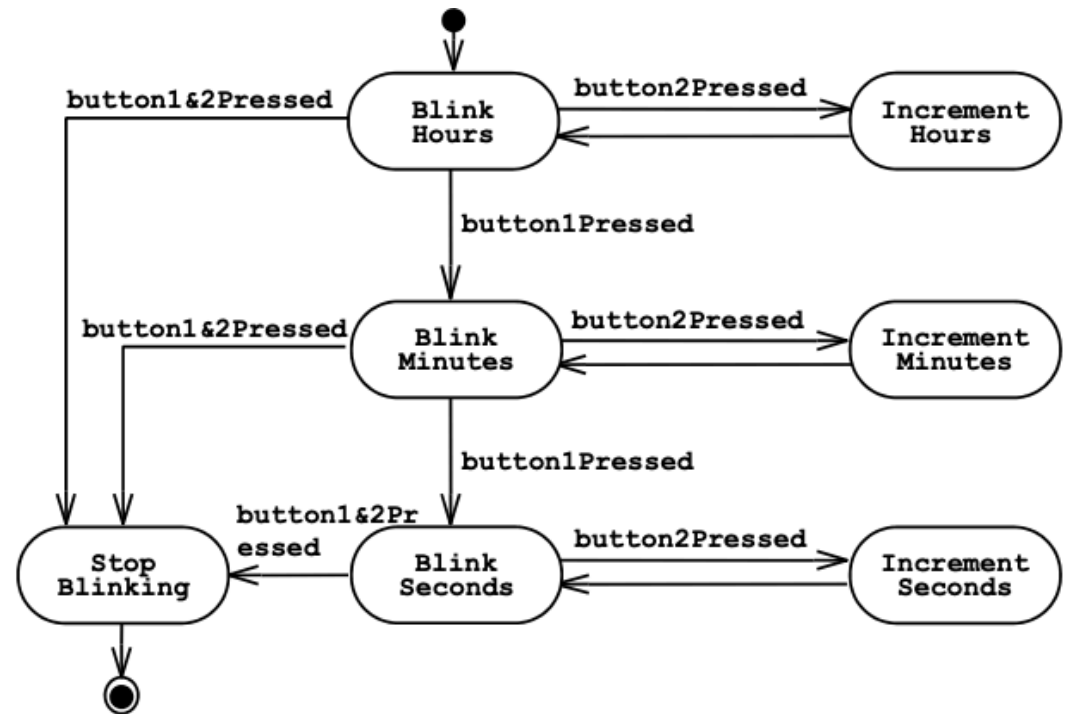 button1&2Pressed
Blink
Hours
button2Pressed
Increment
Hours
button1Pressed
button1&2Pressed
Blink
Minutes
button2Pressed
Increment
Minutes
button1Pressed
Stop
Blinking
button1&2Pr
essed
Blink
Seconds
button2Pressed
Increment
Seconds